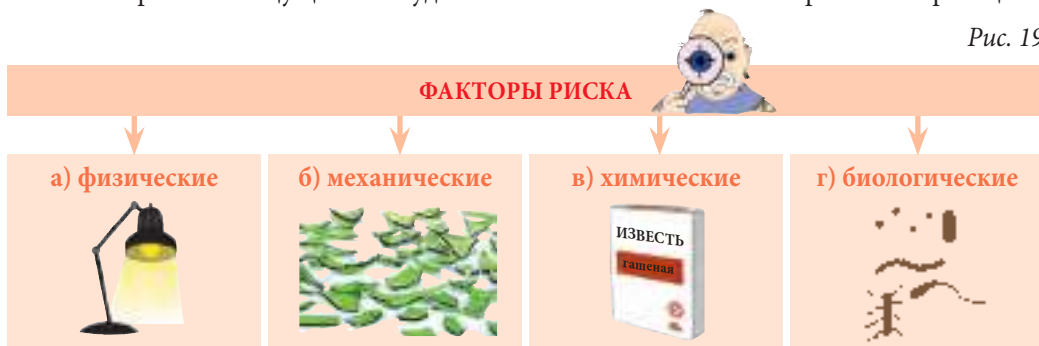 Рис. 19
ФАКТОРЫ РИСКА
а) физические
б) механические
в) химические
г) биологические
ИЗВЕСТЬ
гашеная